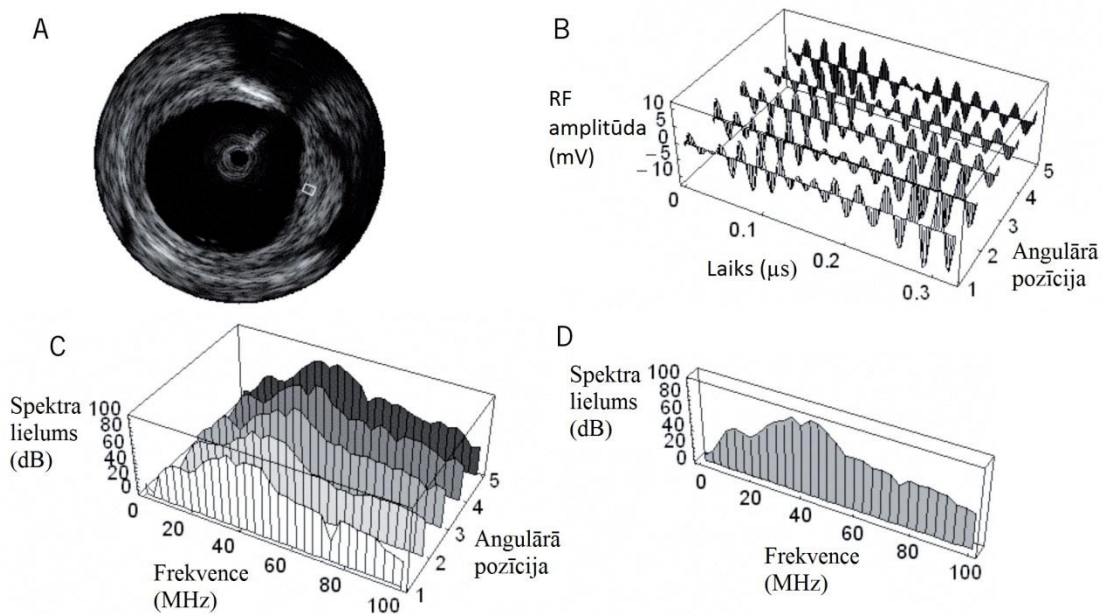 A
B
RF
amplitūda
(mV)
10
5
0
−5
−10
0
0.1
0.2
0.3
Laiks (μs)
1
2
3
4
5
Angulārā
pozīcija
C
Spektra
lielums
(dB)
100
80
60
40
20
0
0
20
40
60
80
100
Frekvence
(MHz)
1
2
3
4
5
Angulārā
pozīcija
D
Spektra
lielums
(dB)
100
80
60
40
20
0
0
20
40
60
80
100
Frekvence
(MHz)